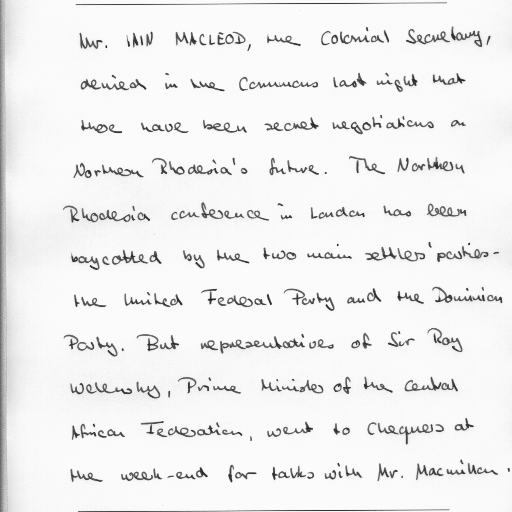 Mr. IAIN MACLEOD, the Colonial Secretary,
denied in the Commons last night that
there have been secret negotiations on
Northern Rhodesia's future. The Northern
Rhodesia conference in London has been
boycotted by the two main settlers' parties -
the United Federal Party and the Dominion
Party. But representatives of Sir Roy
Welensky, Prime Minister of the Central
African Federation, went to Chequers at
the week-end for talks with Mr. Macmillan.